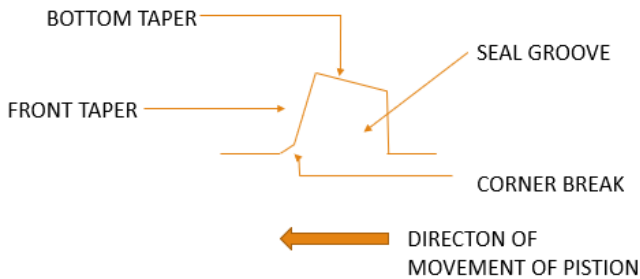 BOTTOM TAPER
SEAL GROOVE
FRONT TAPER
CORNER BREAK
DIRECTON OF
MOVEMENT OF PISTION